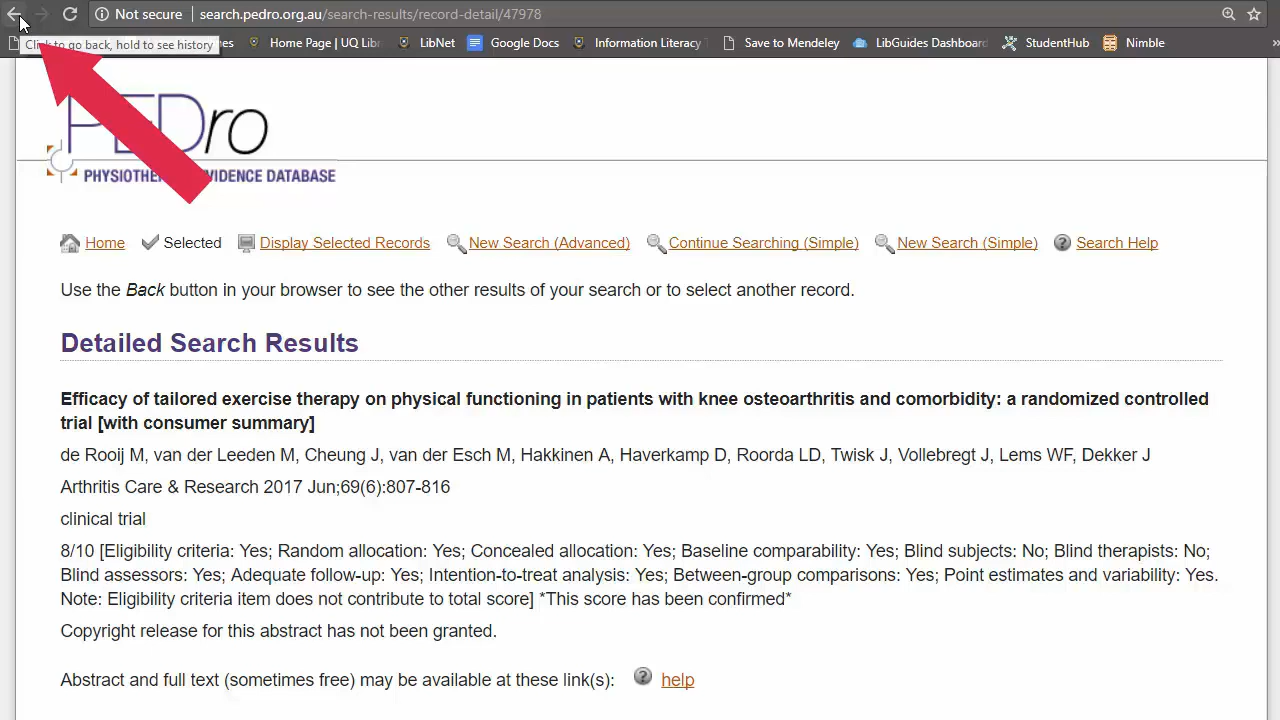 Not secure search.pedro.org.au/search-results/record-detail/47978
Click to go back, hold to see history
Home Page | UQ Lib LibNet Google Docs Information Literacy Save to Mendeley LibGuides Dashboard StudentHub Nimble »
PEDro
PHYSIOTHE VIDENCE DATABASE
Home Selected Display Selected Records New Search (Advanced) Continue Searching (Simple) New Search (Simple) Search Help
Use the Back button in your browser to see the other results of your search or to select another record.
Detailed Search Results
Efficacy of tailored exercise therapy on physical functioning in patients with knee osteoarthritis and comorbidity: a randomized controlled
trial [with consumer summary]
de Rooij M, van der Leeden M, Cheung J, van der Esch M, Hakkinen A, Haverkamp D, Roorda LD, Twisk J, Vollebregt J, Lems WF, Dekker J
Arthritis Care & Research 2017 Jun;69(6):807-816
clinical trial
8/10 [Eligibility criteria: Yes; Random allocation: Yes; Concealed allocation: Yes; Baseline comparability: Yes; Blind subjects: No; Blind therapists: No;
Blind assessors: Yes; Adequate follow-up: Yes; Intention-to-treat analysis: Yes; Between-group comparisons: Yes; Point estimates and variability: Yes.
Note: Eligibility criteria item does not contribute to total score] *This score has been confirmed*
Copyright release for this abstract has not been granted.
Abstract and full text (sometimes free) may be available at these link(s): help